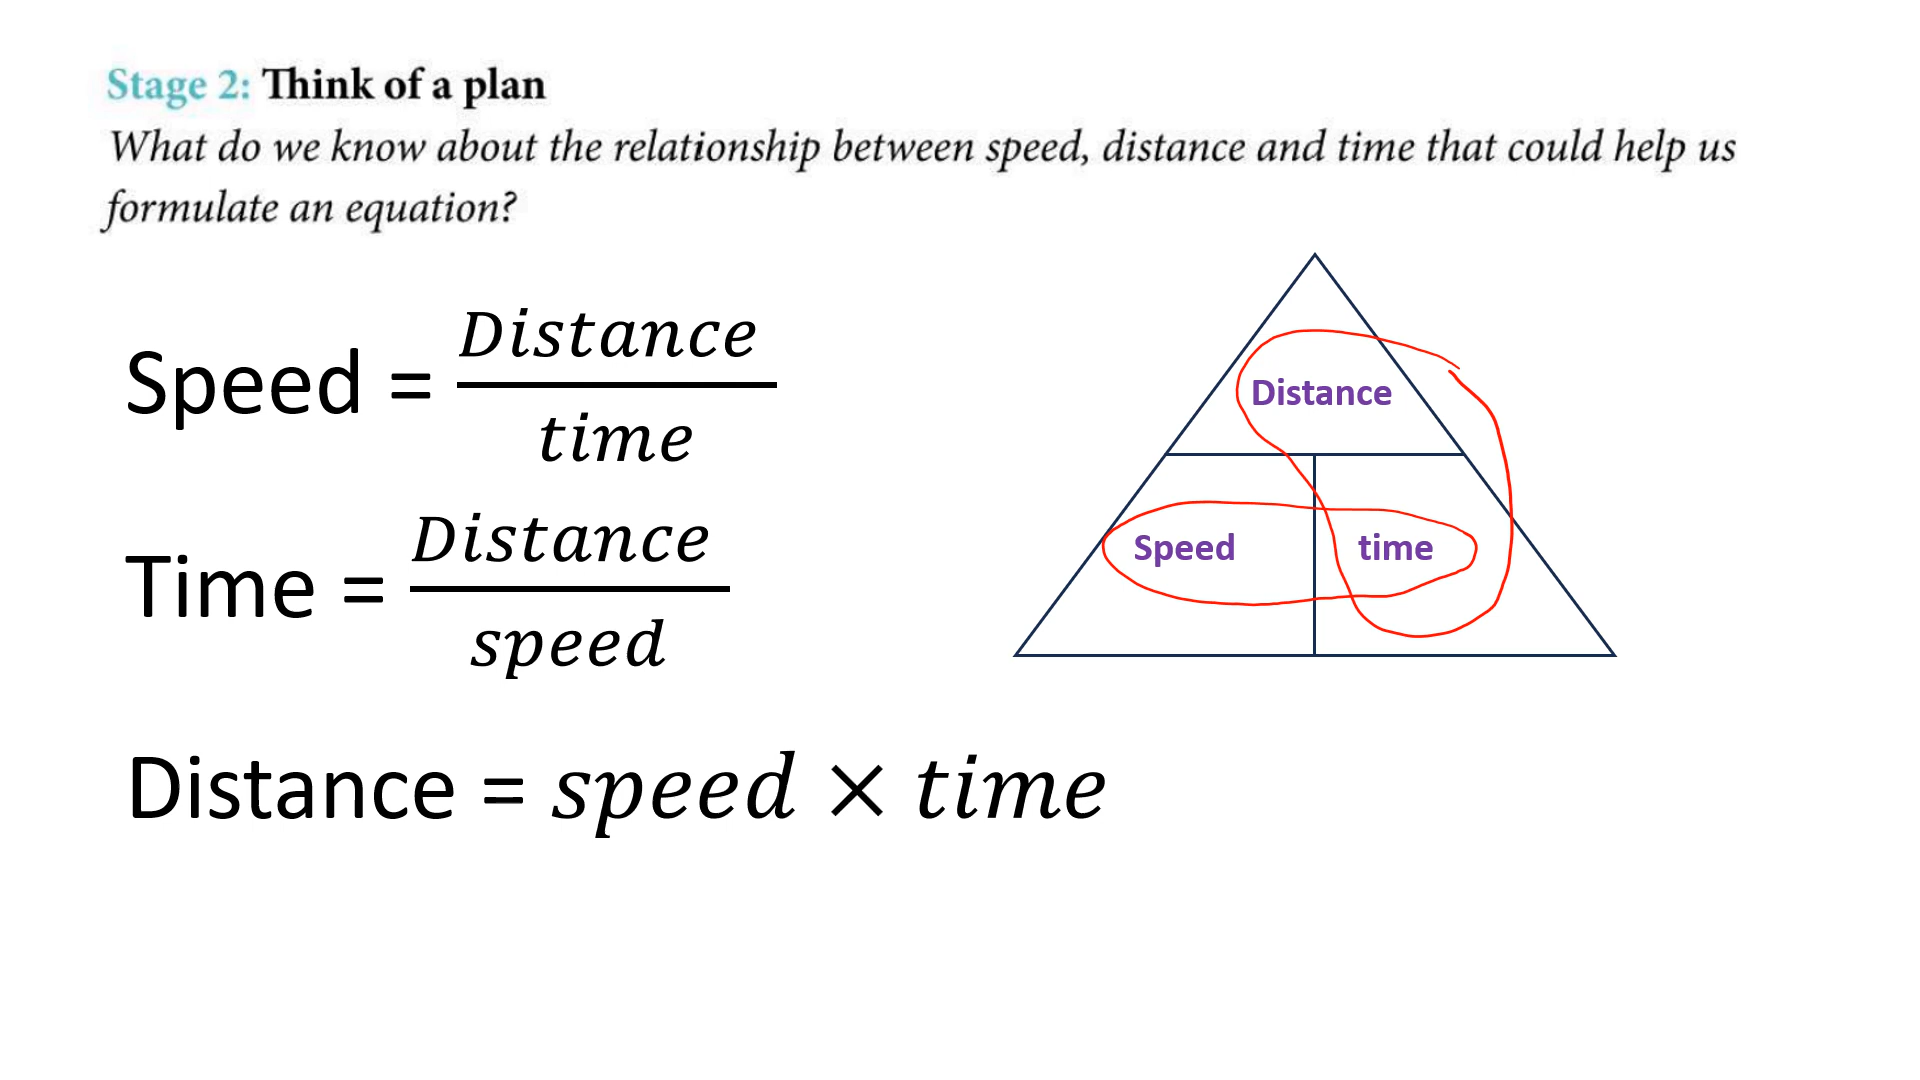 Stage 2: Think of a plan
What do we know about the relationship between speed, distance and time that could help us
formulate an equation?
Speed = Distance / time
Time = Distance / speed
Distance = speed × time
Distance
Speed time